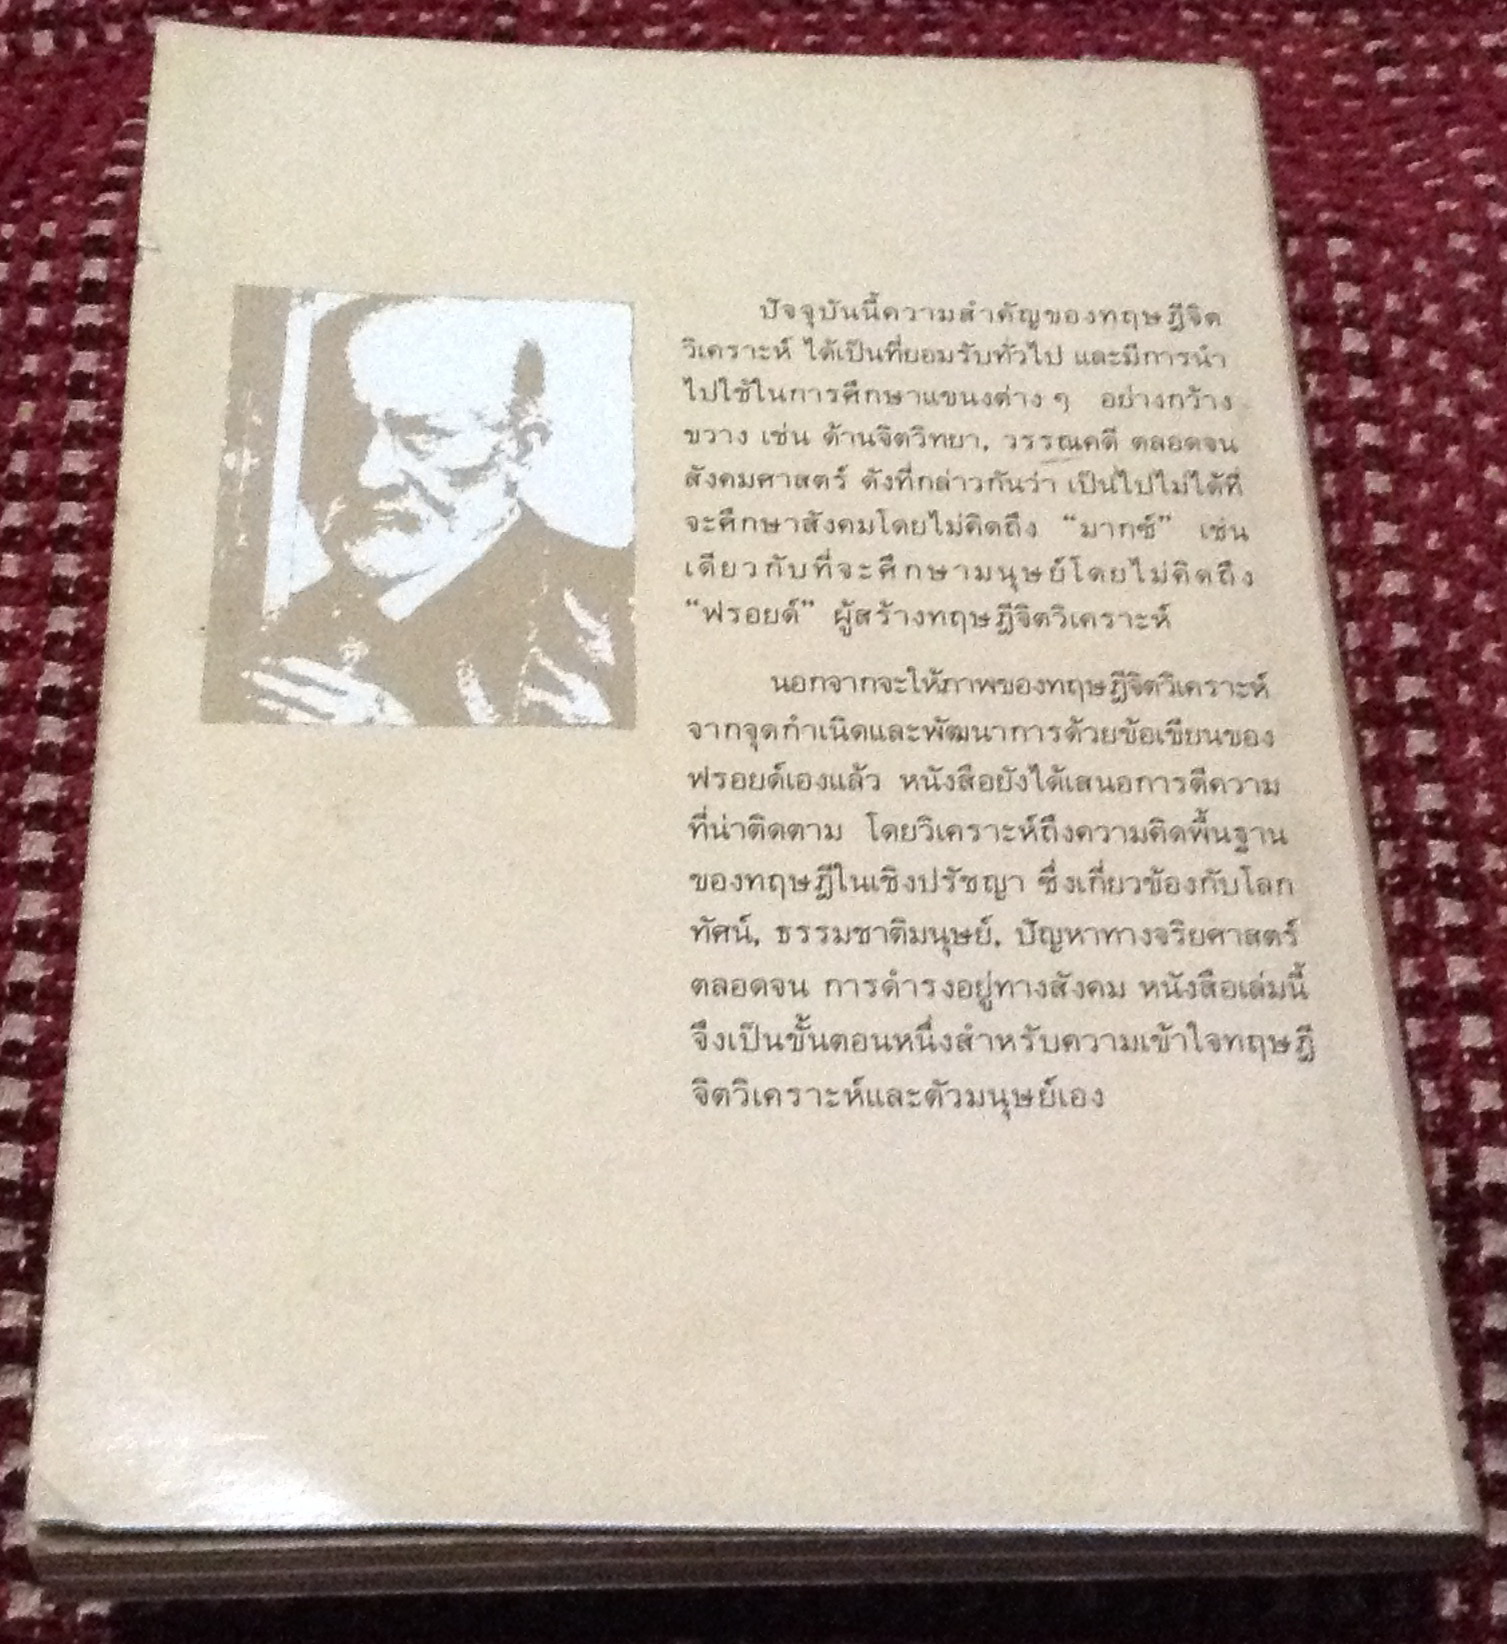 ปัจจุบันนี้ความสำคัญของทฤษฎีจิต
วิเคราะห์ ได้เป็นที่ยอมรับทั่วไป และมีการนำ
ไปใช้ในการศึกษาแขนงต่าง ๆ อย่างกว้าง
ขวาง เช่น ด้านจิตวิทยา, วรรณคดี ตลอดจน
สังคมศาสตร์ ดังที่กล่าวกันว่า เป็นไปไม่ได้ที่
จะศึกษาสังคมโดยไม่คิดถึง “มากซ์” เช่น
เดียวกับที่จะศึกษามนุษย์โดยไม่คิดถึง
“ฟรอยด์” ผู้สร้างทฤษฎีจิตวิเคราะห์
นอกจากจะให้ภาพของทฤษฎีจิตวิเคราะห์
จากจุดกำเนิดและพัฒนาการด้วยข้อเขียนของ
ฟรอยด์เองแล้ว หนังสือยังได้เสนอการตีความ
ที่น่าติดตาม โดยวิเคราะห์ถึงความคิดพื้นฐาน
ของทฤษฎีในเชิงปรัชญา ซึ่งเกี่ยวข้องกับโลก
ทัศน์, ธรรมชาติมนุษย์, ปัญหาทางจริยศาสตร์
ตลอดจน การดำรงอยู่ทางสังคม หนังสือเล่มนี้
จึงเป็นขั้นตอนหนึ่งสำหรับความเข้าใจทฤษฎี
จิตวิเคราะห์และตัวมนุษย์เอง